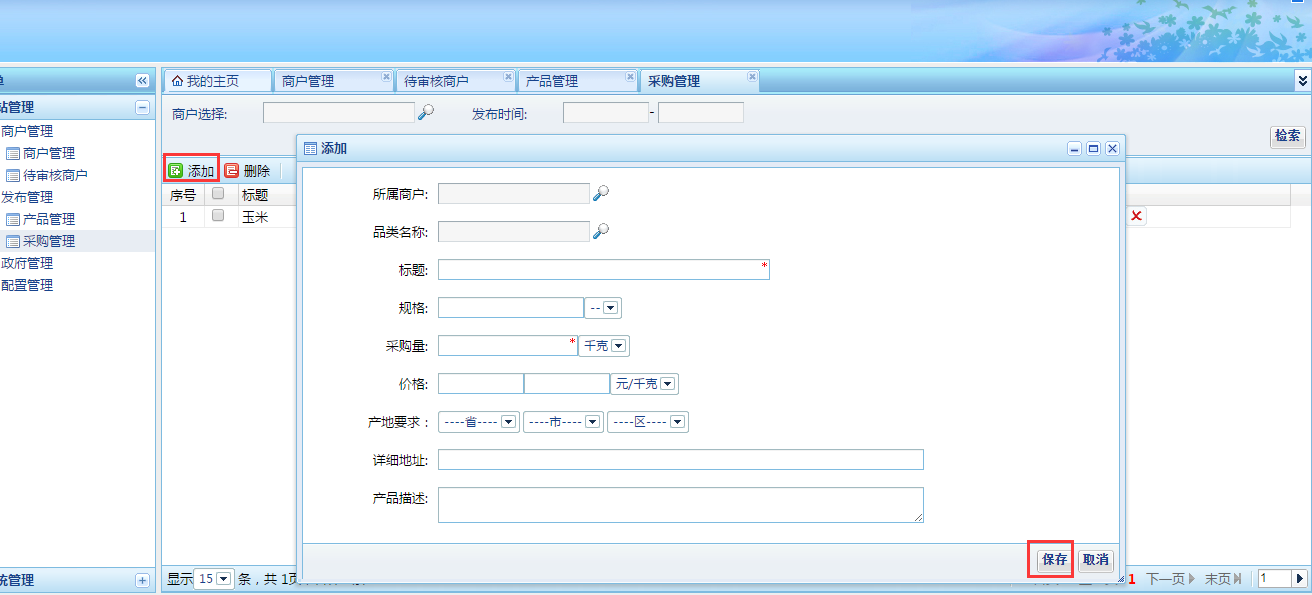 单
我的主页 商户管理 待审核商户 产品管理 采购管理
站管理
商户管理
商户管理
待审核商户
发布管理
产品管理
采购管理
政府管理
配置管理
统管理
商户选择: 发布时间: -
检索
添加 删除
序号 标题
1 玉米
添加
所属商户:
品类名称:
标题: *
规格: --
采购量: * 千克
价格: 元/千克
产地要求： ----省---- ----市---- ----区----
详细地址:
产品描述:
保存 取消
显示 15 条，共 1页
1 下一页 末页 1